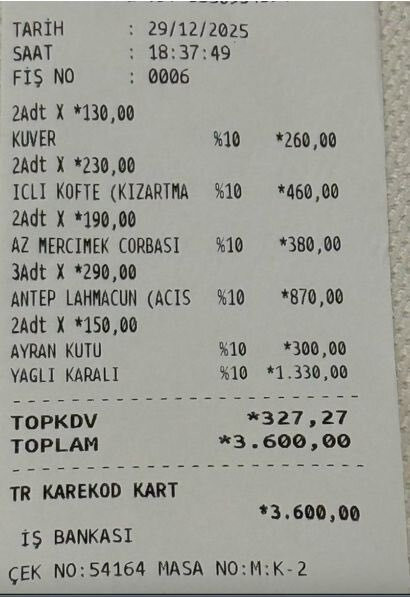 TARİH : 29/12/2025
SAAT : 18:37:49
FİŞ NO : 0006
2Adt X *130,00
KUVER %10 *260,00
2Adt X *230,00
ICLI KOFTE (KIZARTMA %10 *460,00
2Adt X *190,00
AZ MERCIMEK CORBASI %10 *380,00
3Adt X *290,00
ANTEP LAHMACUN (ACIS %10 *870,00
2Adt X *150,00
AYRAN KUTU %10 *300,00
YAGLI KARALI %10 *1.330,00
TOPKDV *327,27
TOPLAM *3.600,00
TR KAREKOD KART
*3.600,00
İŞ BANKASI
ÇEK NO:54164 MASA NO:M:K-2